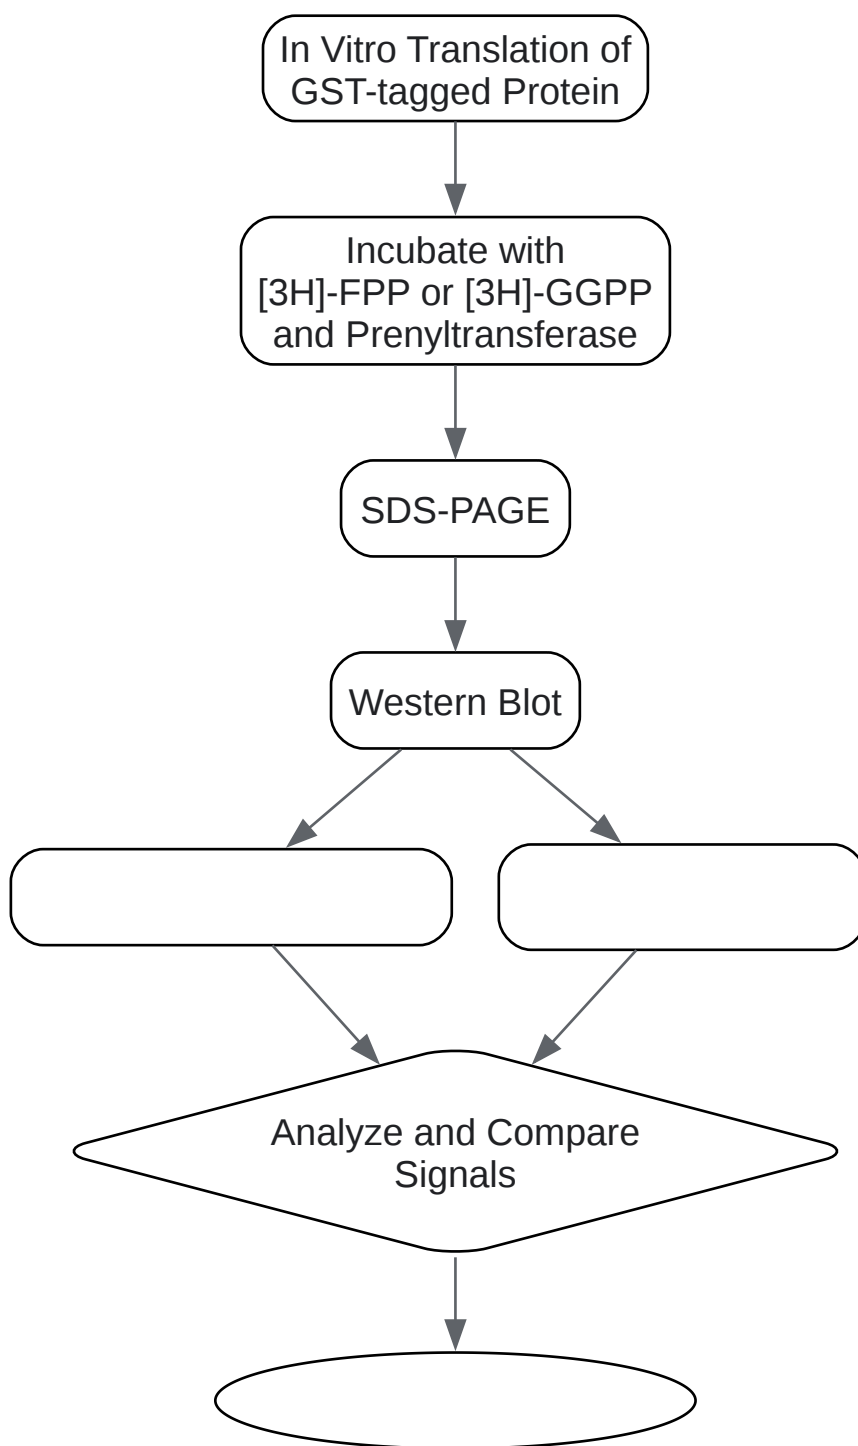 In Vitro Translation of
GST-tagged Protein
Incubate with
[3H]-FPP or [3H]-GGPP
and Prenyltransferase
SDS-PAGE
Western Blot
Analyze and Compare
Signals